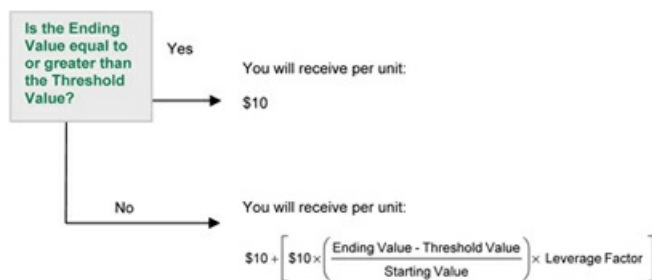 Is the Ending
Value equal to
or greater than
the Threshold
Value?
Yes
You will receive per unit:
$10
No
You will receive per unit:
$10 + [ $10 × ( Ending Value - Threshold Value / Starting Value ) × Leverage Factor ]